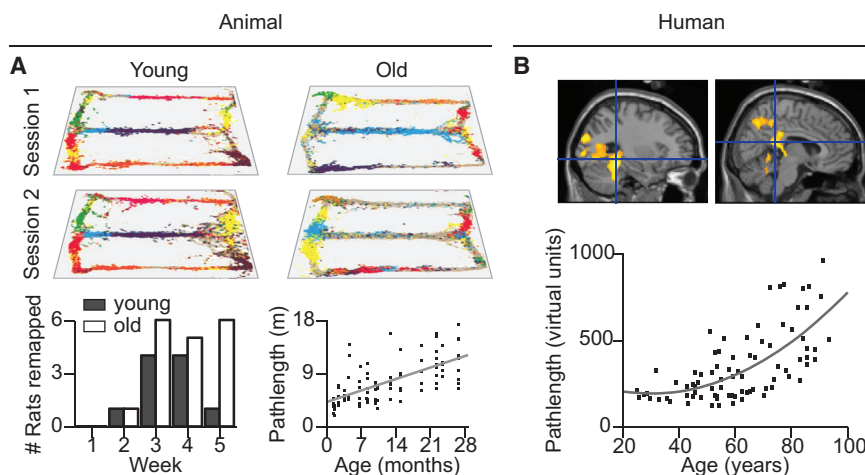 Animal
Human
A
Young
Old
B
Session 1
Session 2
young
old
# Rats remapped
6
3
0
1 2 3 4 5
Week
Pathlength (m)
18
9
0
0 7 14 21 28
Age (months)
Pathlength (virtual units)
1000
500
0
20 40 60 80 100
Age (years)